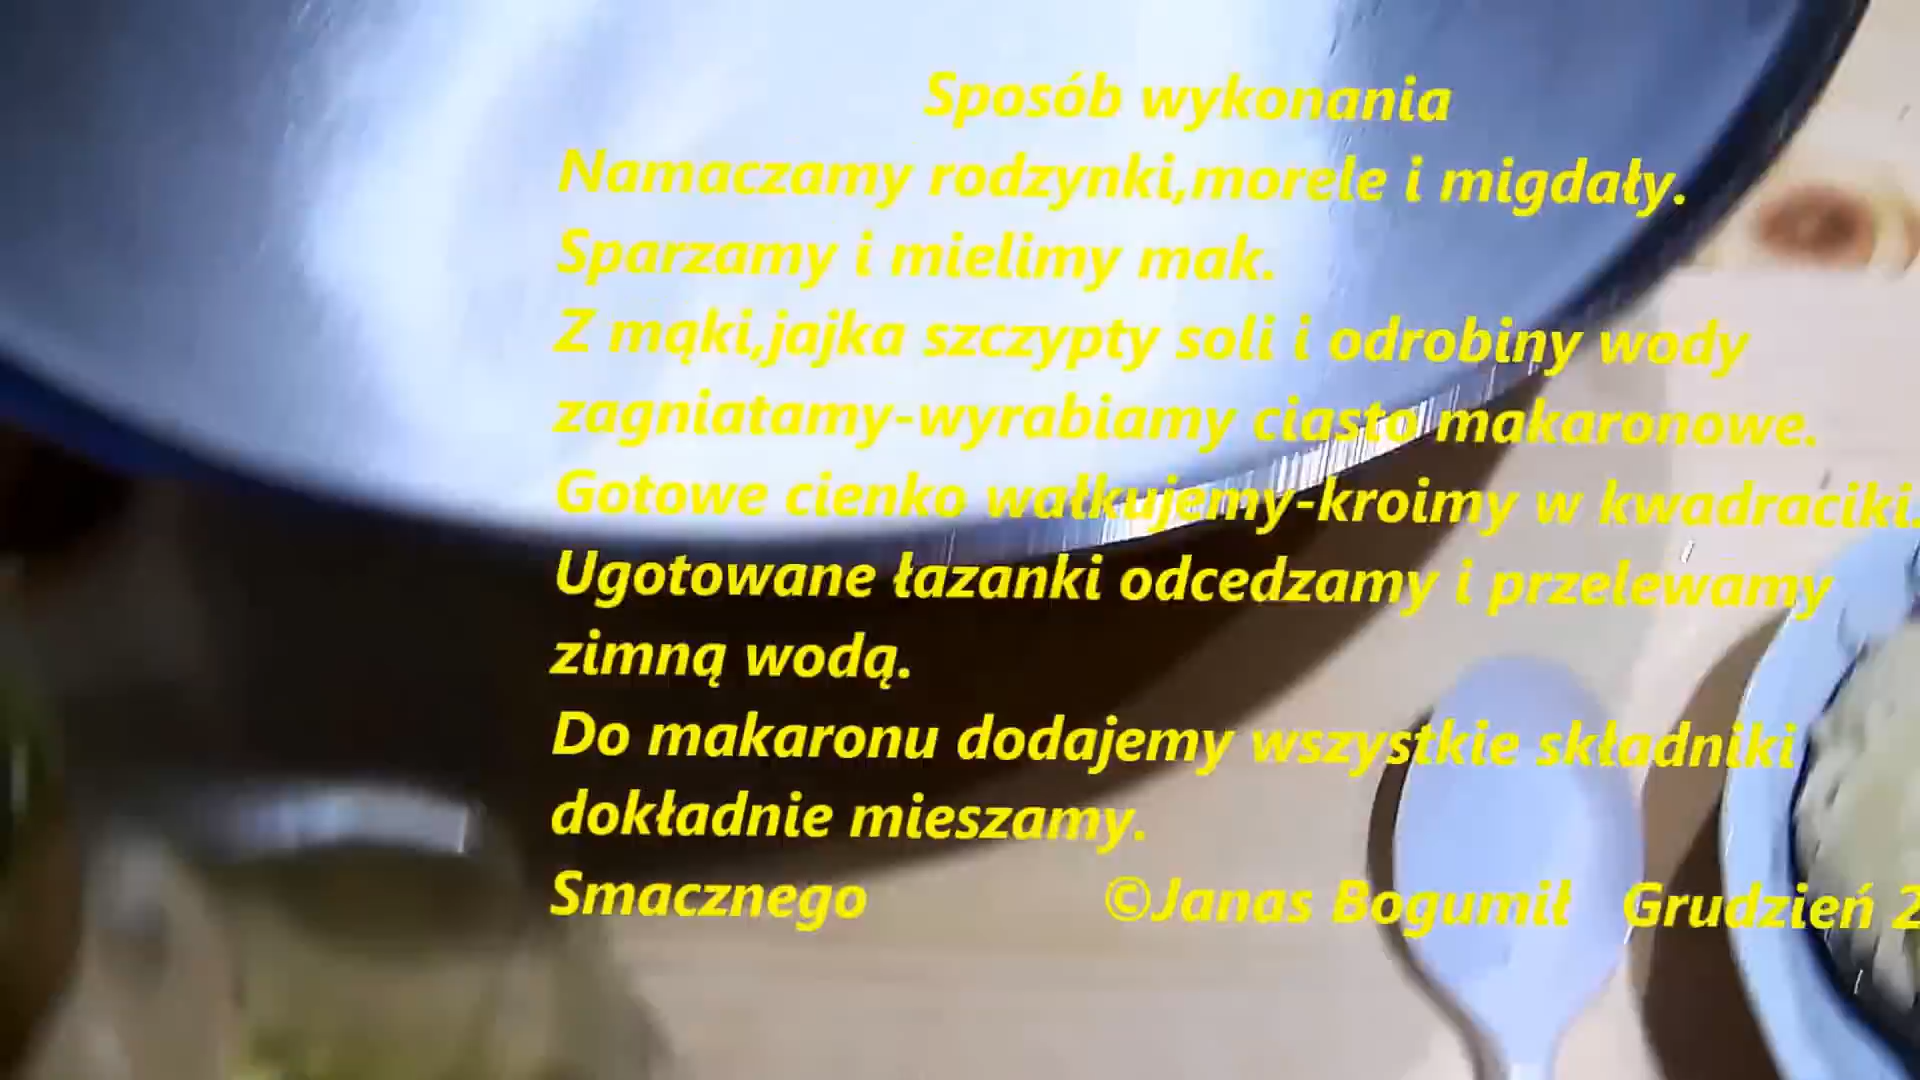 Sposób wykonania
Namaczamy rodzynki,morele i migdały.
Sparzamy i mielimy mak.
Z mąki,jajka szczypty soli i odrobiny wody
zagniatamy-wyrabiamy ciasto makaronowe.
Gotowe cienko wałkujemy-kroimy w kwadraciki.
Ugotowane łazanki odcedzamy i przelewamy
zimną wodą.
Do makaronu dodajemy wszystkie składniki
dokładnie mieszamy.
Smacznego ©Janas Bogumił Grudzień 2